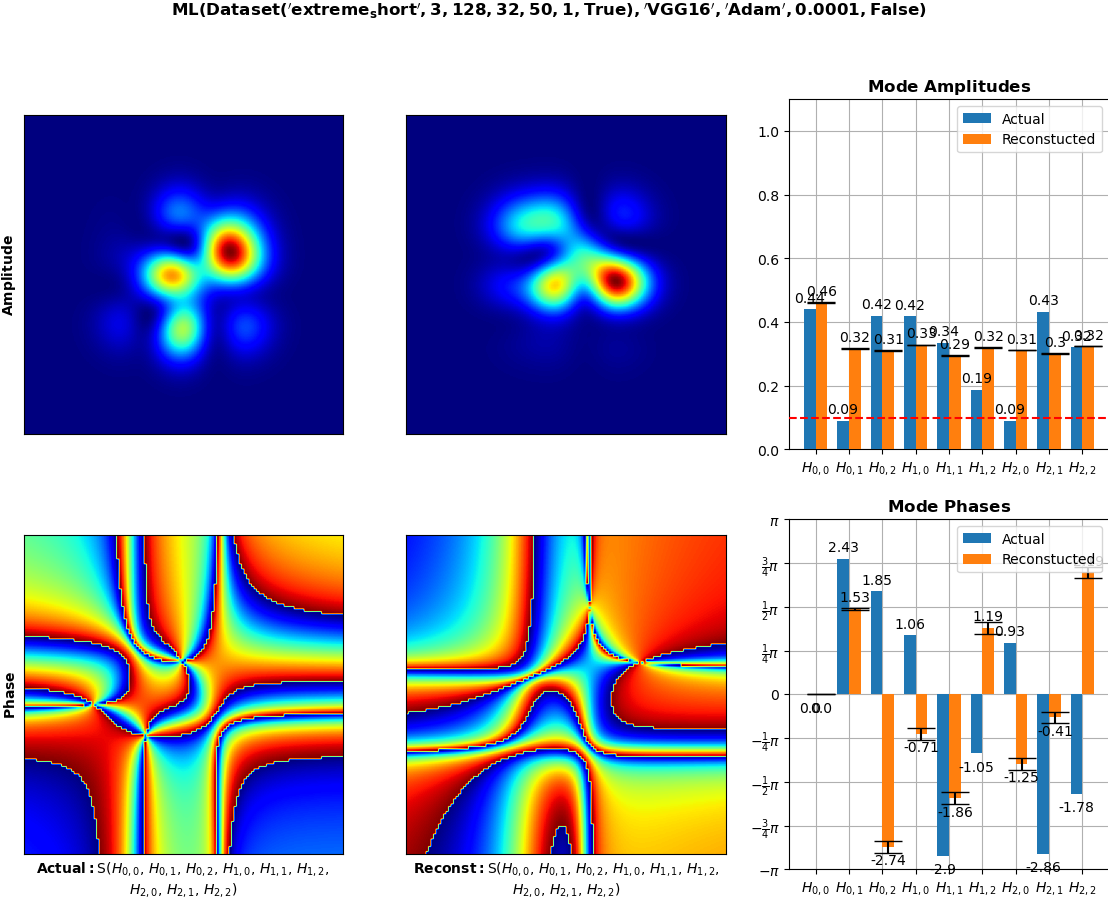 ML(Dataset('extreme_short', 3, 128, 32, 50, 1, True), 'VGG16', 'Adam', 0.0001, False)
Amplitude
Mode Amplitudes
Actual
Reconstucted
1.0
0.8
0.6
0.4
0.2
0.0
0.44 0.46
0.09 0.32
0.42 0.31
0.42 0.33
0.34 0.29
0.19 0.32
0.09 0.31
0.43 0.3
0.32 0.32
H0,0 H0,1 H0,2 H1,0 H1,1 H1,2 H2,0 H2,1 H2,2
Phase
Actual: S(H0,0, H0,1, H0,2, H1,0, H1,1, H1,2,
H2,0, H2,1, H2,2)
Reconst: S(H0,0, H0,1, H0,2, H1,0, H1,1, H1,2,
H2,0, H2,1, H2,2)
Mode Phases
Actual
Reconstucted
π
3/4π
1/2π
1/4π
0
−1/4π
−1/2π
−3/4π
−π
0.0 0.0
2.43 1.53
1.85 -2.74
1.06 -0.71
-2.9 -1.86
-1.05 1.19
0.93 -1.25
-2.86 -0.41
-1.78
H0,0 H0,1 H0,2 H1,0 H1,1 H1,2 H2,0 H2,1 H2,2